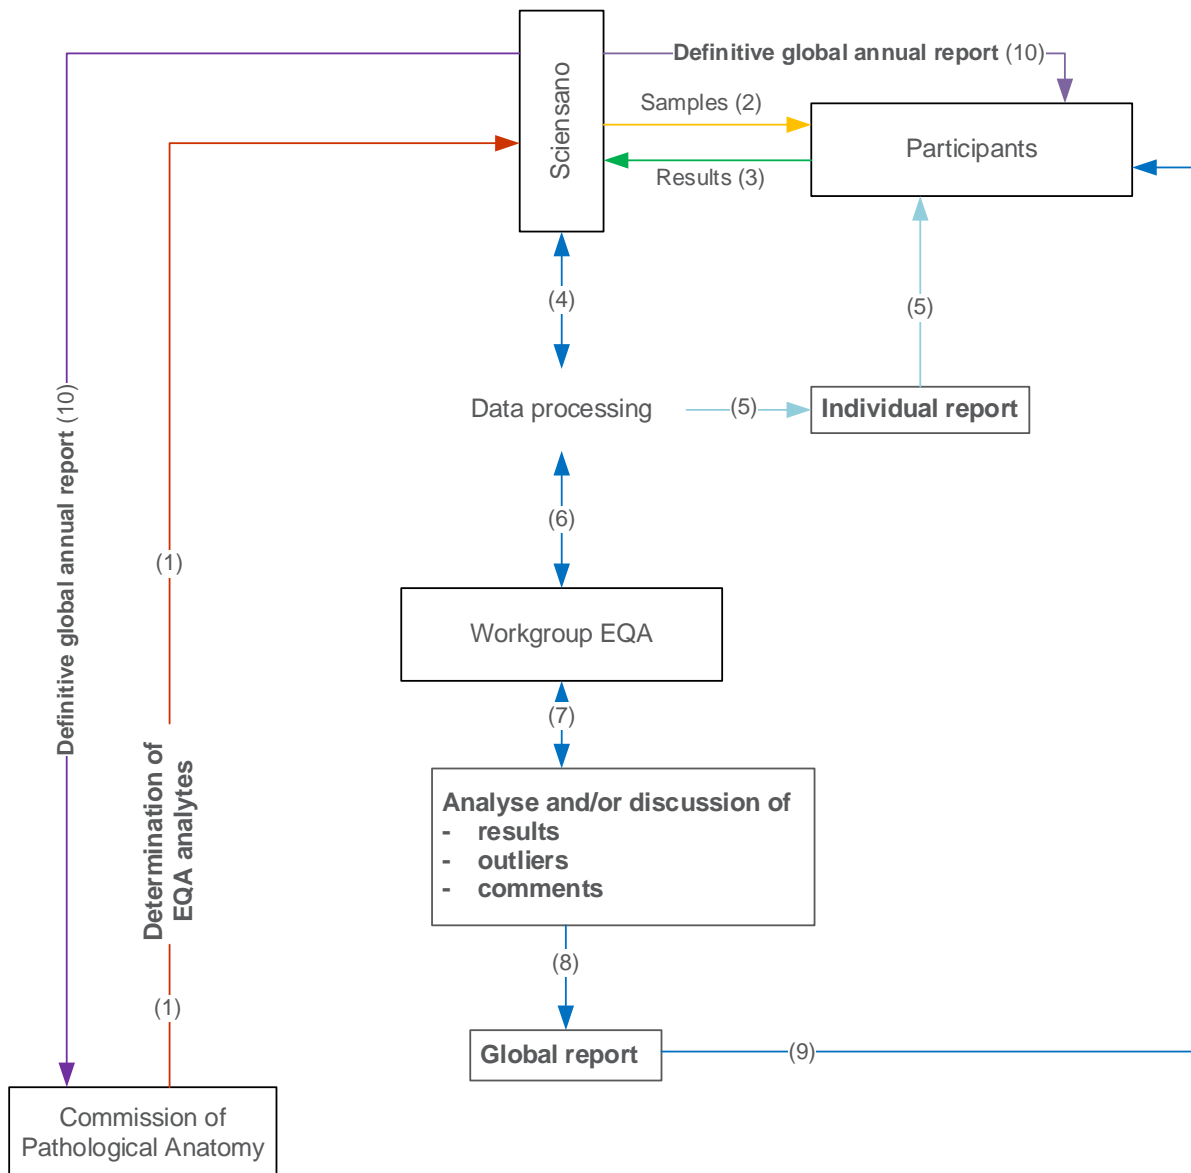 Sciensano
Definitive global annual report (10)
Samples (2)
Participants
Results (3)
(4)
(5)
Data processing
(5)
Individual report
Definitive global annual report (10)
(6)
(1)
Workgroup EQA
(7)
Determination of
EQA analytes
Analyse and/or discussion of
- results
- outliers
- comments
(8)
(1)
Global report
(9)
Commission of
Pathological Anatomy